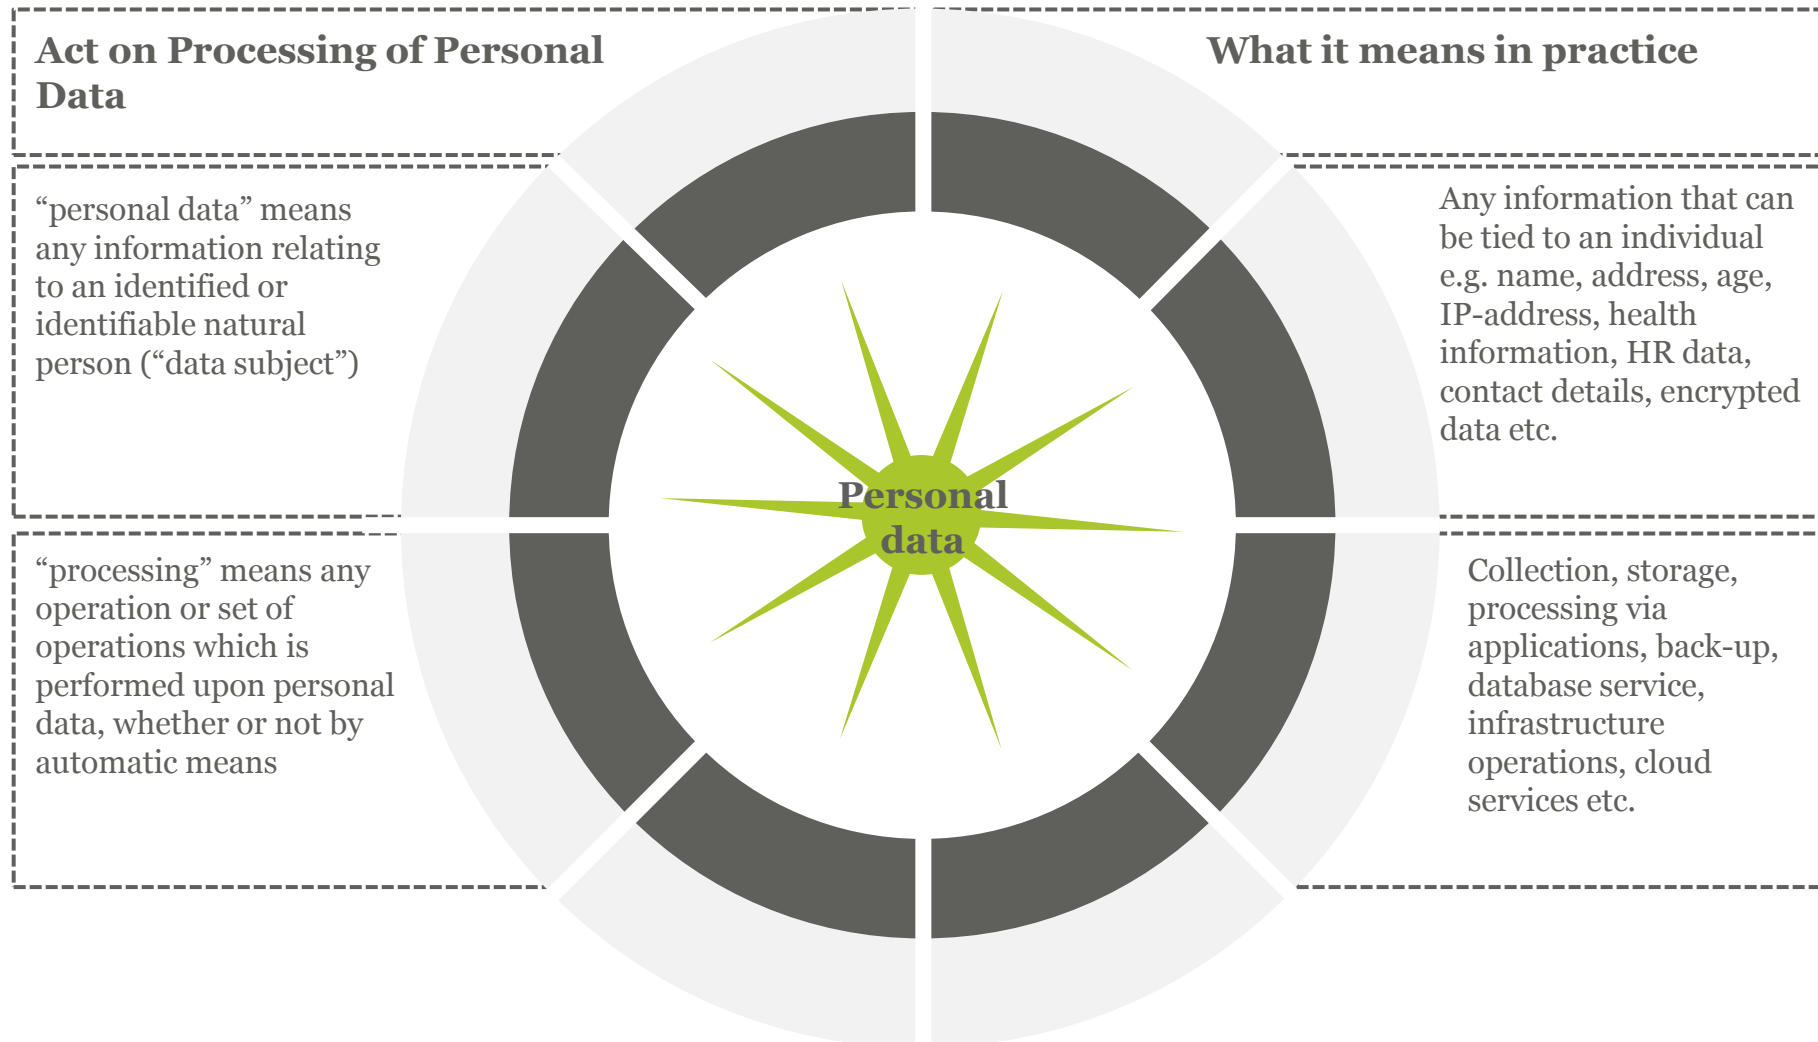 Act on Processing of Personal
Data
What it means in practice
“personal data” means
any information relating
to an identified or
identifiable natural
person (“data subject”)
Any information that can
be tied to an individual
e.g. name, address, age,
IP-address, health
information, HR data,
contact details, encrypted
data etc.
Personal
data
“processing” means any
operation or set of
operations which is
performed upon personal
data, whether or not by
automatic means
Collection, storage,
processing via
applications, back-up,
database service,
infrastructure
operations, cloud
services etc.